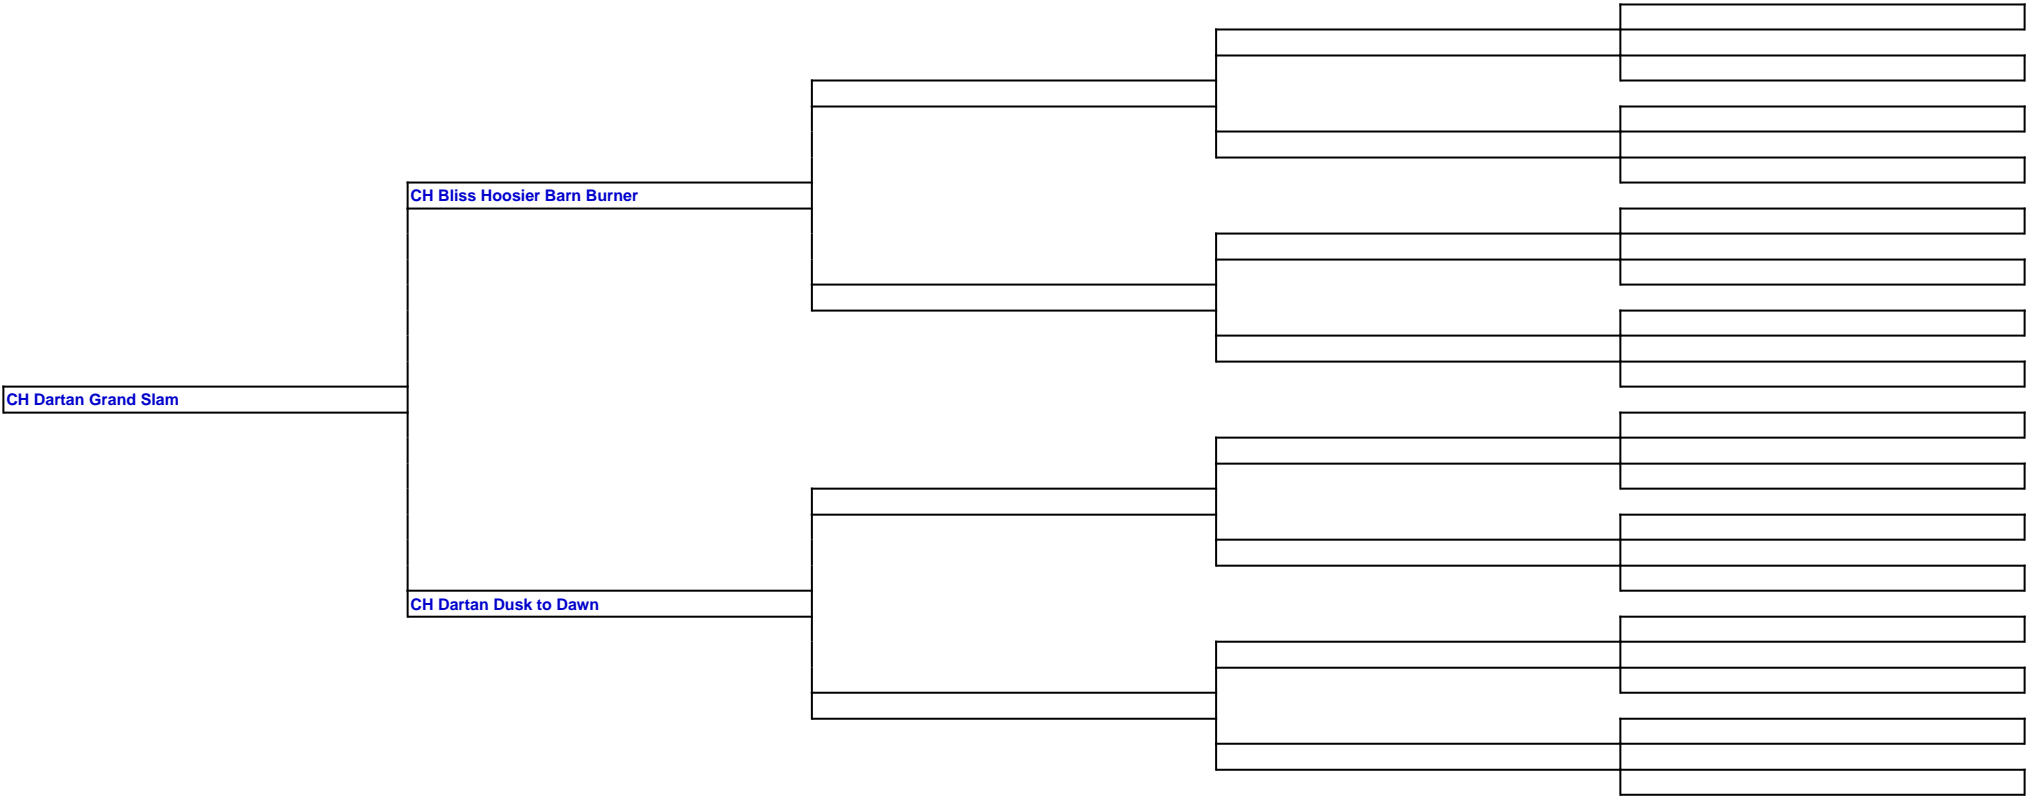 CH Bliss Hoosier Barn Burner
CH Dartan Grand Slam
CH Dartan Dusk to Dawn